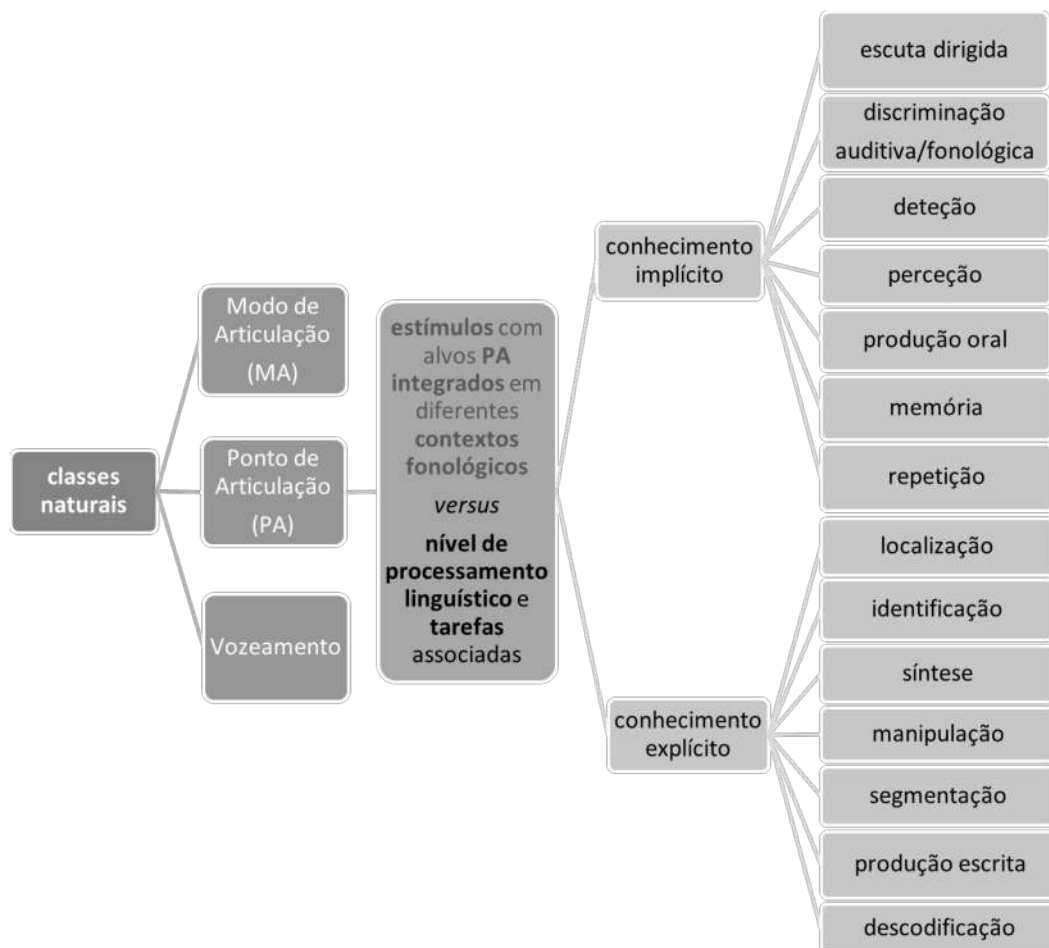 classes
naturais
Modo de
Articulação
(MA)
Ponto de
Articulação
(PA)
Vozeamento
estímulos com
alvos PA
integrados em
diferentes
contextos
fonológicos
versus
nível de
processamento
linguístico e
tarefas
associadas
conhecimento
implícito
escuta dirigida
discriminação
auditiva/fonológica
deteção
perceção
produção oral
memória
repetição
conhecimento
explícito
localização
identificação
síntese
manipulação
segmentação
produção escrita
descodificação